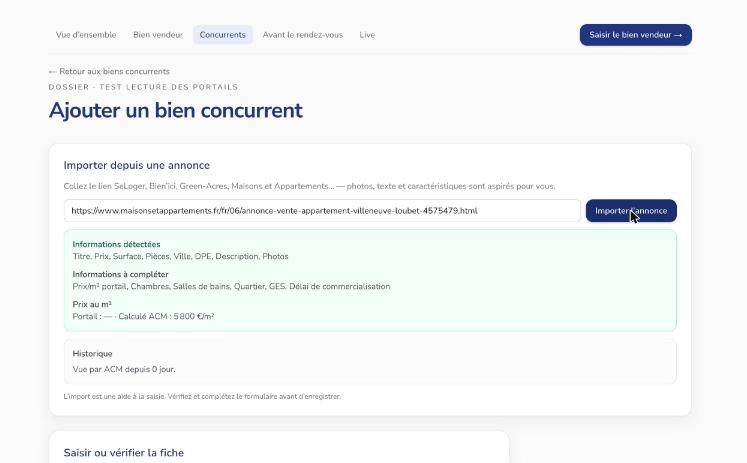 Vue d'ensemble Bien vendeur Concurrents Avant le rendez-vous Live Saisir le bien vendeur →
← Retour aux biens concurrents
DOSSIER · TEST LECTURE DES PORTAILS
Ajouter un bien concurrent
Importer depuis une annonce
Collez le lien SeLoger, Bien'ici, Green-Acres, Maisons et Appartements… — photos, texte et caractéristiques sont aspirés pour vous.
https://www.maisonsetappartements.fr/fr/06/annonce-vente-appartement-villeneuve-loubet-4575479.html Importer l'annonce
Informations détectées
Titre, Prix, Surface, Pièces, Ville, DPE, Description, Photos
Informations à compléter
Prix/m² portail, Chambres, Salles de bains, Quartier, GES, Délai de commercialisation
Prix au m²
Portail : — · Calculé ACM : 5 800 €/m²
Historique
Vue par ACM depuis 0 jour.
L'import est une aide à la saisie. Vérifiez et complétez le formulaire avant d'enregistrer.
Saisir ou vérifier la fiche